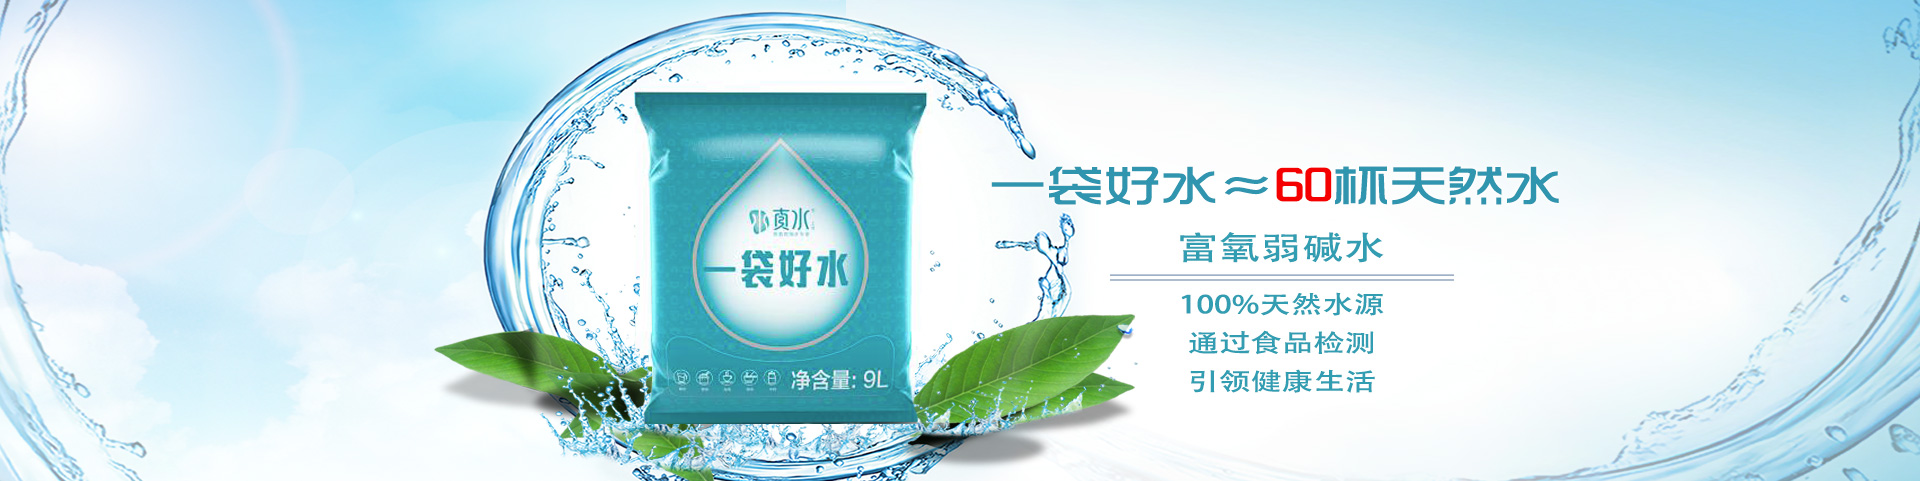 真水
一袋好水
净含量: 9L
一袋好水≈60杯天然水
富氧弱碱水
100%天然水源
通过食品检测
引领健康生活